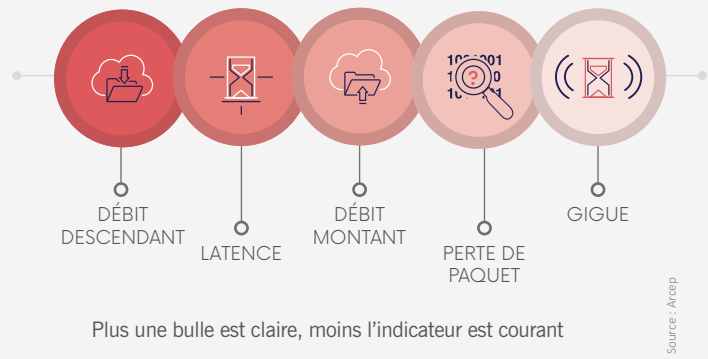 DÉBIT
DESCENDANT
LATENCE
DÉBIT
MONTANT
PERTE DE
PAQUET
GIGUE
Plus une bulle est claire, moins l’indicateur est courant
Source : Arcep